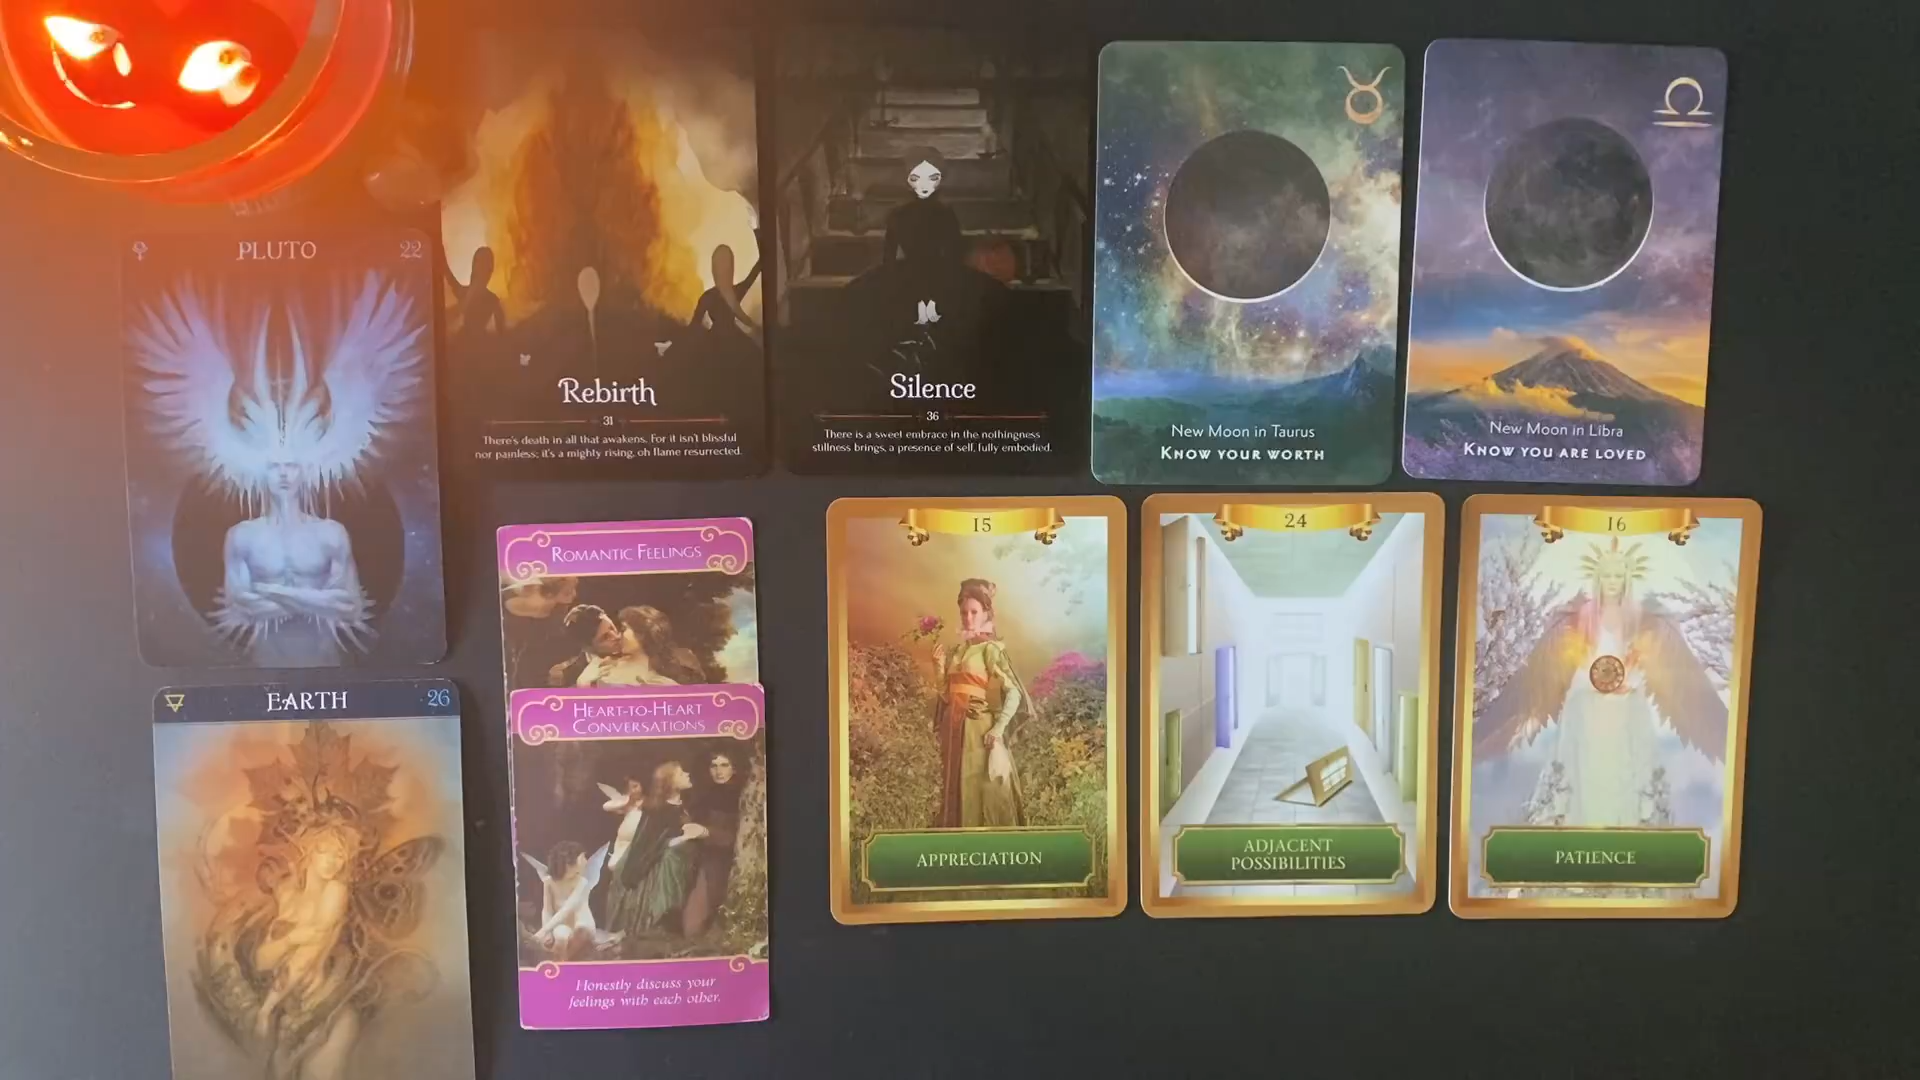 PLUTO
22
Rebirth
31
There's death in all that awakens. For it isn't blissful
nor painless; it's a mighty rising, oh flame resurrected.
Silence
36
There is a sweet embrace in the nothingness
stillness brings, a presence of self, fully embodied.
New Moon in Taurus
KNOW YOUR WORTH
New Moon in Libra
KNOW YOU ARE LOVED
EARTH
26
ROMANTIC FEELINGS
HEART-TO-HEART
CONVERSATIONS
Honestly discuss your
feelings with each other.
15
APPRECIATION
24
ADJACENT
POSSIBILITIES
16
PATIENCE